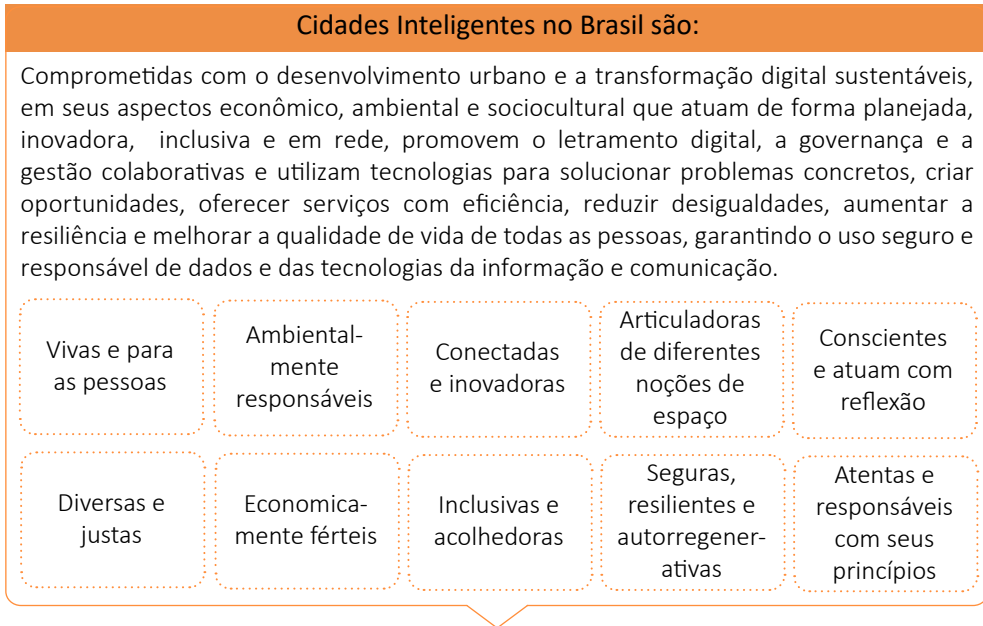 Cidades Inteligentes no Brasil são:
Comprometidas com o desenvolvimento urbano e a transformação digital sustentáveis,
em seus aspectos econômico, ambiental e sociocultural que atuam de forma planejada,
inovadora, inclusiva e em rede, promovem o letramento digital, a governança e a
gestão colaborativas e utilizam tecnologias para solucionar problemas concretos, criar
oportunidades, oferecer serviços com eficiência, reduzir desigualdades, aumentar a
resiliência e melhorar a qualidade de vida de todas as pessoas, garantindo o uso seguro e
responsável de dados e das tecnologias da informação e comunicação.
Vivas e para
as pessoas
Ambiental-
mente
responsáveis
Conectadas
e inovadoras
Articuladoras
de diferentes
noções de
espaço
Conscientes
e atuam com
reflexão
Diversas e
justas
Economica-
mente férteis
Inclusivas e
acolhedoras
Seguras,
resilientes e
autorregener-
ativas
Atentas e
responsáveis
com seus
princípios